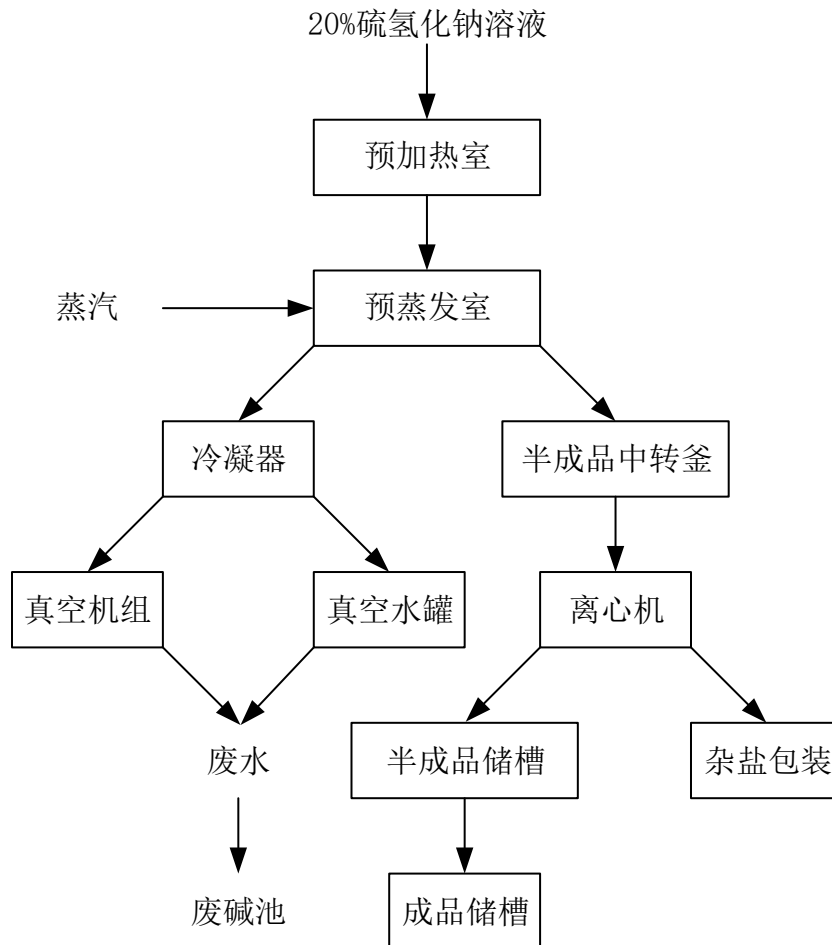 20%硫氢化钠溶液
预加热室
蒸汽
预蒸发室
冷凝器
半成品中转釜
真空机组
真空水罐
离心机
废水
半成品储槽
杂盐包装
废碱池
成品储槽